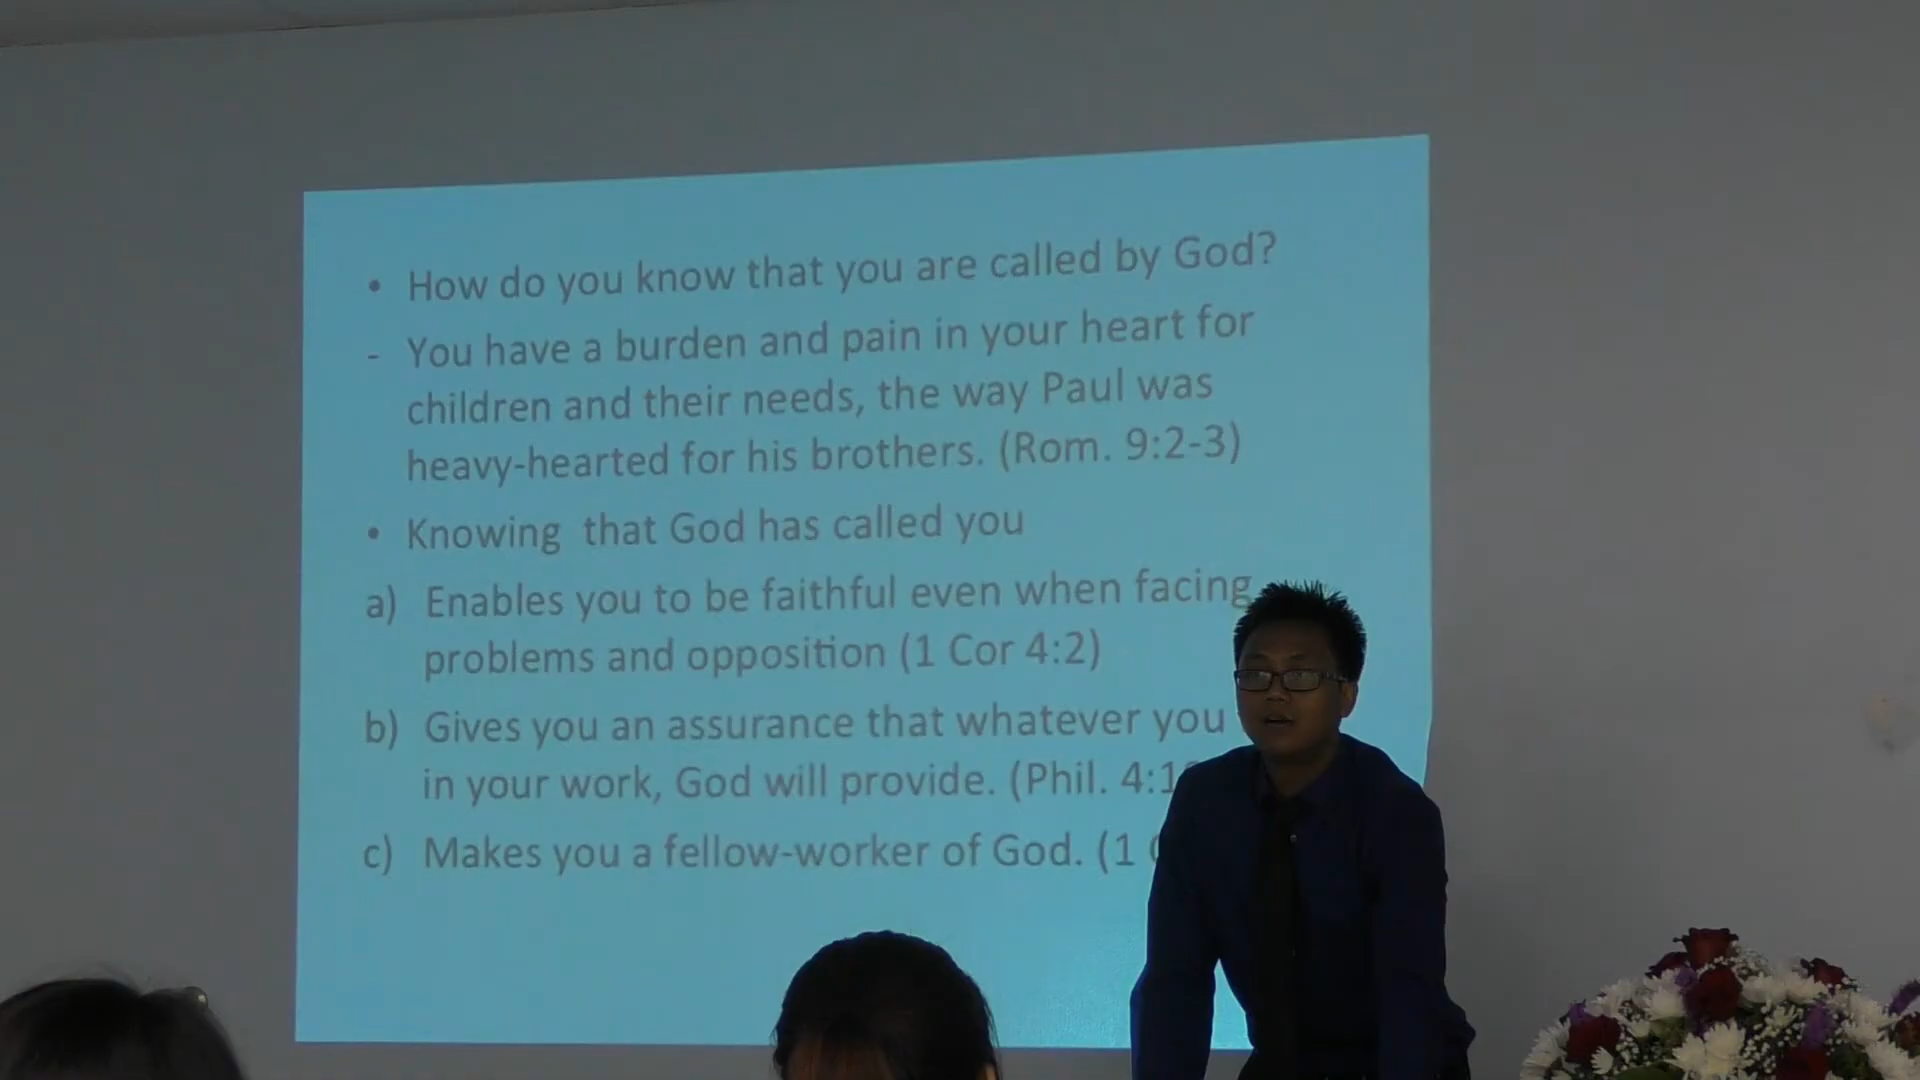 • How do you know that you are called by God?
- You have a burden and pain in your heart for
children and their needs, the way Paul was
heavy-hearted for his brothers. (Rom. 9:2-3)
• Knowing that God has called you
a) Enables you to be faithful even when facing
problems and opposition (1 Cor 4:2)
b) Gives you an assurance that whatever you
in your work, God will provide. (Phil. 4:1
c) Makes you a fellow-worker of God. (1